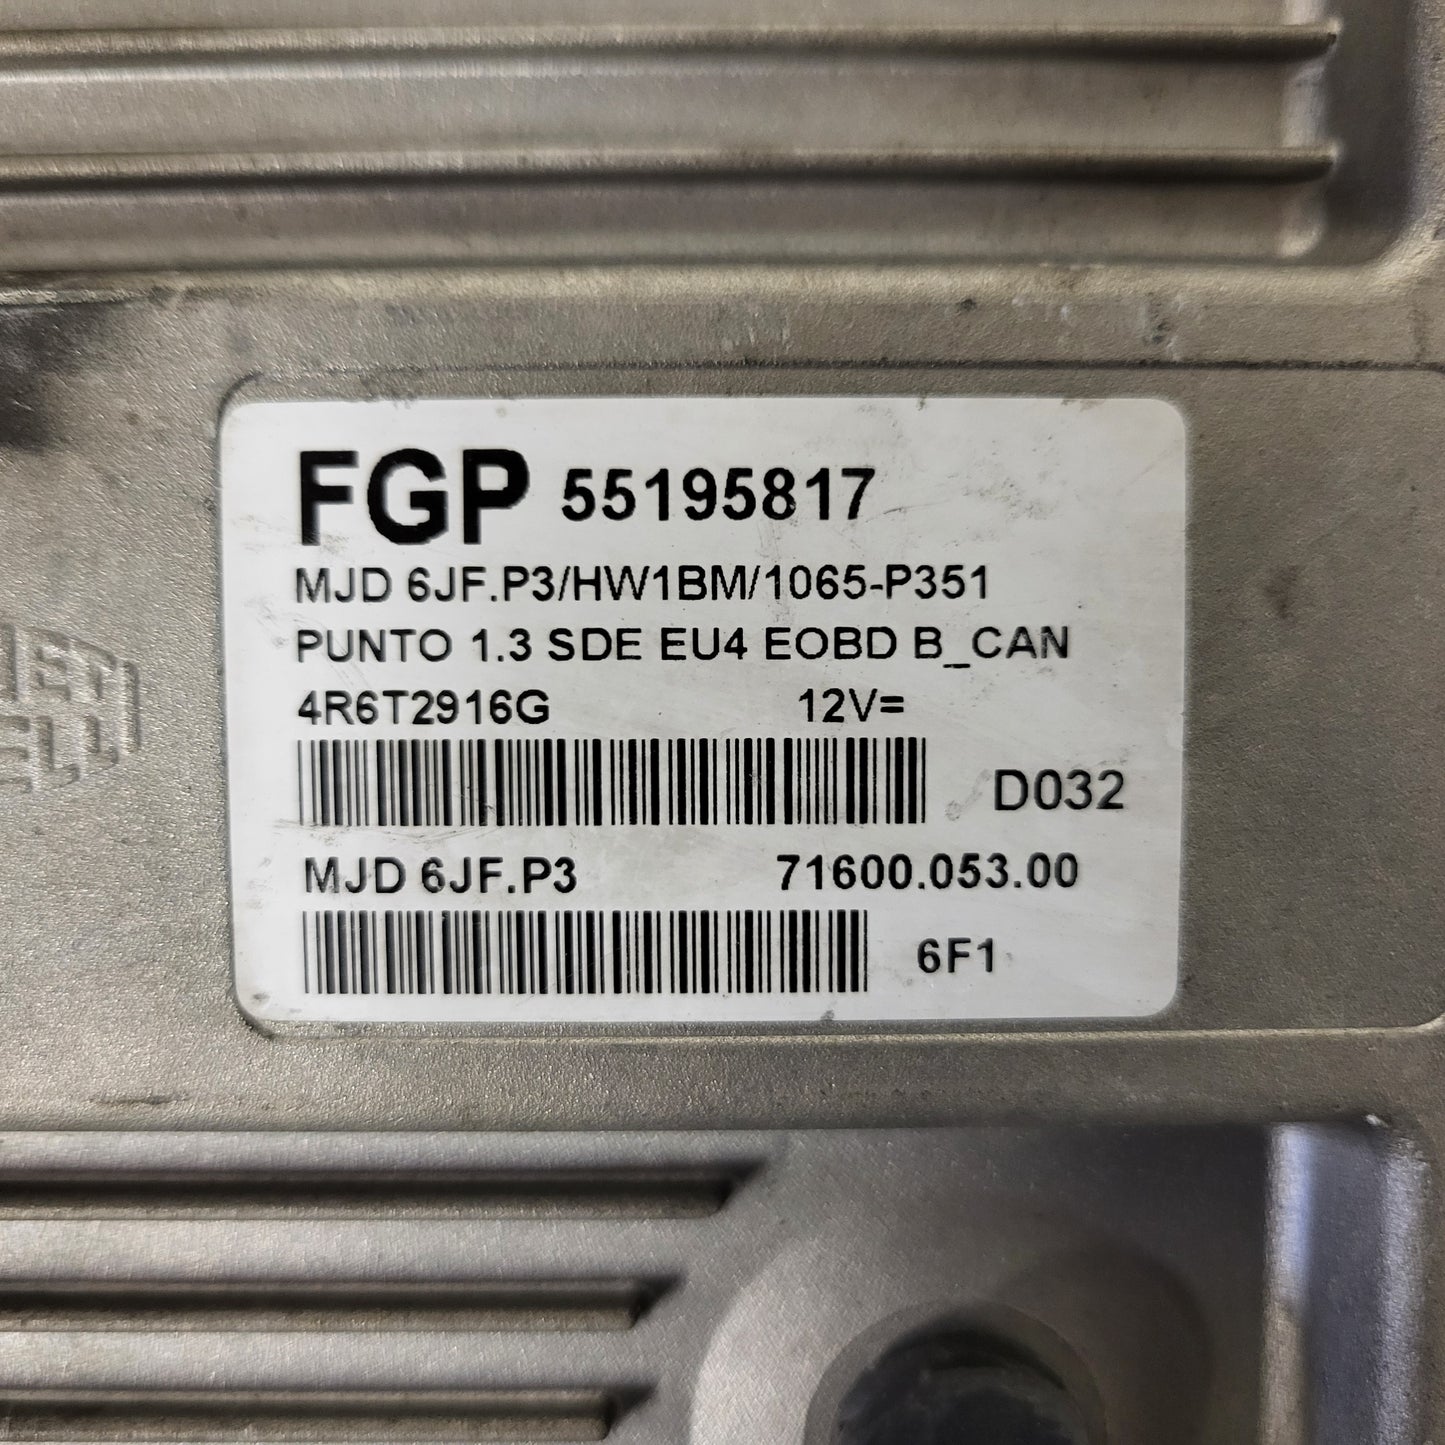 FGP 55195817
MJD 6JF.P3/HW1BM/1065-P351
PUNTO 1.3 SDE EU4 EOBD B_CAN
4R6T2916G 12V=
D032
MJD 6JF.P3 71600.053.00
6F1